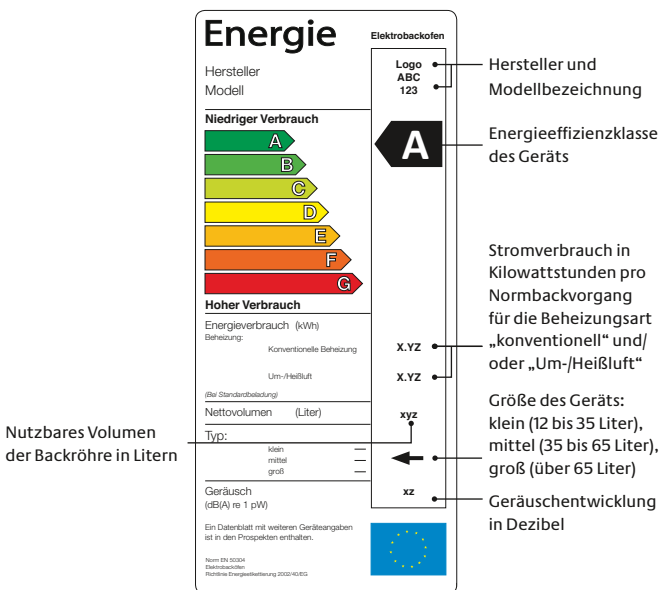 Energie
Elektrobackofen
Hersteller
Modell
Logo
ABC
123
Hersteller und
Modellbezeichnung
Niedriger Verbrauch
A
B
C
D
E
F
G
Hoher Verbrauch
A
Energieeffizienzklasse
des Geräts
Energieverbrauch (kWh)
Beheizung:
Konventionelle Beheizung
X.YZ
Um-/Heißluft
X.YZ
(Bei Standardbeladung)
Stromverbrauch in
Kilowattstunden pro
Normbackvorgang
für die Beheizungsart
„konventionell“ und/
oder „Um-/Heißluft“
Nettovolumen (Liter)
xyz
Nutzbares Volumen
der Backröhre in Litern
Typ:
klein —
mittel —
groß —
Größe des Geräts:
klein (12 bis 35 Liter),
mittel (35 bis 65 Liter),
groß (über 65 Liter)
Geräusch
(dB(A) re 1 pW)
xz
Geräuschentwicklung
in Dezibel
Ein Datenblatt mit weiteren Geräteangaben
ist in den Prospekten enthalten.
Norm EN 50304
Elektrobacköfen
Richtlinie Energieetikettierung 2002/40/EG